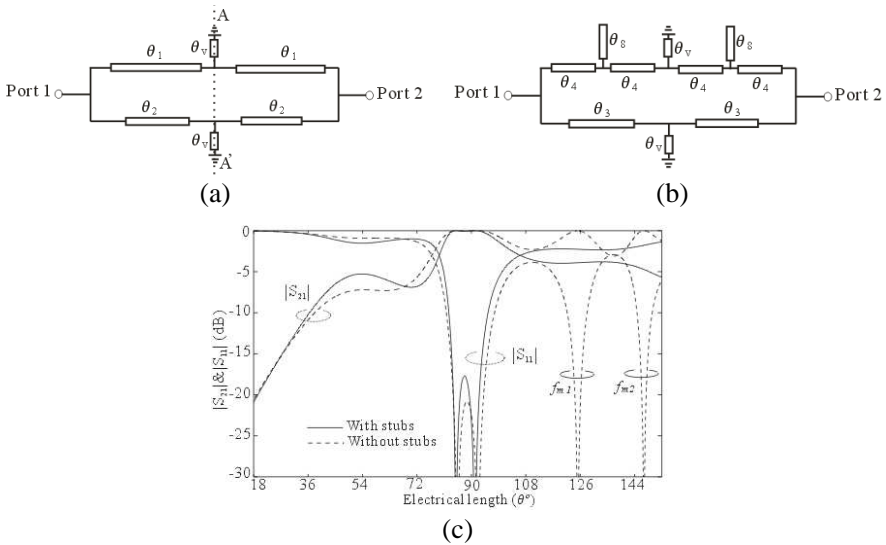 A
θv
θ1
θ1
Port 1
Port 2
θ2
θ2
θv
A'
(a)
θ8
θv
θ8
θ4
θ4
θ4
θ4
Port 1
Port 2
θ3
θ3
θv
(b)
|S21|&|S11| (dB)
0
-5
-10
-15
-20
-25
-30
|S21|
|S11|
fm1
fm2
With stubs
Without stubs
18
36
54
72
90
108
126
144
Electrical length (θ°)
(c)